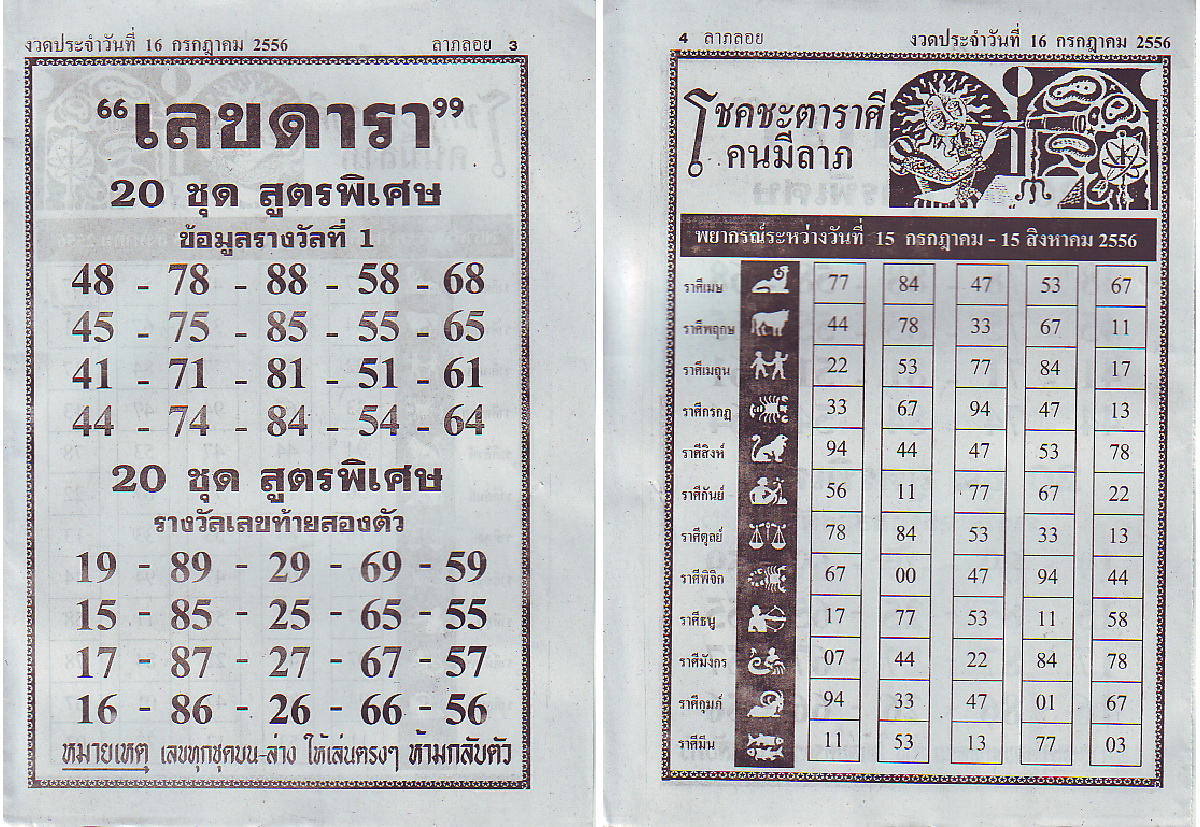 งวดประจำวันที่ 16 กรกฎาคม 2556 ลาภลอย 3
“เลขดารา”
20 ชุด สูตรพิเศษ
ข้อมูลรางวัลที่ 1
48 - 78 - 88 - 58 - 68
45 - 75 - 85 - 55 - 65
41 - 71 - 81 - 51 - 61
44 - 74 - 84 - 54 - 64
20 ชุด สูตรพิเศษ
รางวัลเลขท้ายสองตัว
19 - 89 - 29 - 69 - 59
15 - 85 - 25 - 65 - 55
17 - 87 - 27 - 67 - 57
16 - 86 - 26 - 66 - 56
หมายเหตุ เลขทุกชุดบน-ล่าง ให้เล่นตรงๆ ห้ามกลับตัว
4 ลาภลอย งวดประจำวันที่ 16 กรกฎาคม 2556
โชคชะตาราศี
คนมีลาภ
พยากรณ์ระหว่างวันที่ 15 กรกฎาคม - 15 สิงหาคม 2556
ราศีเมษ 77 84 47 53 67
ราศีพฤกษ 44 78 33 67 11
ราศีเมถุน 22 53 77 84 17
ราศีกรกฎ 33 67 94 47 13
ราศีสิงห์ 94 44 47 53 78
ราศีกันย์ 56 11 77 67 22
ราศีตุลย์ 78 84 53 33 13
ราศีพิจิก 67 00 47 94 44
ราศีธนู 17 77 53 11 58
ราศีมังกร 07 44 22 84 78
ราศีกุมภ์ 94 33 47 01 67
ราศีมีน 11 53 13 77 03